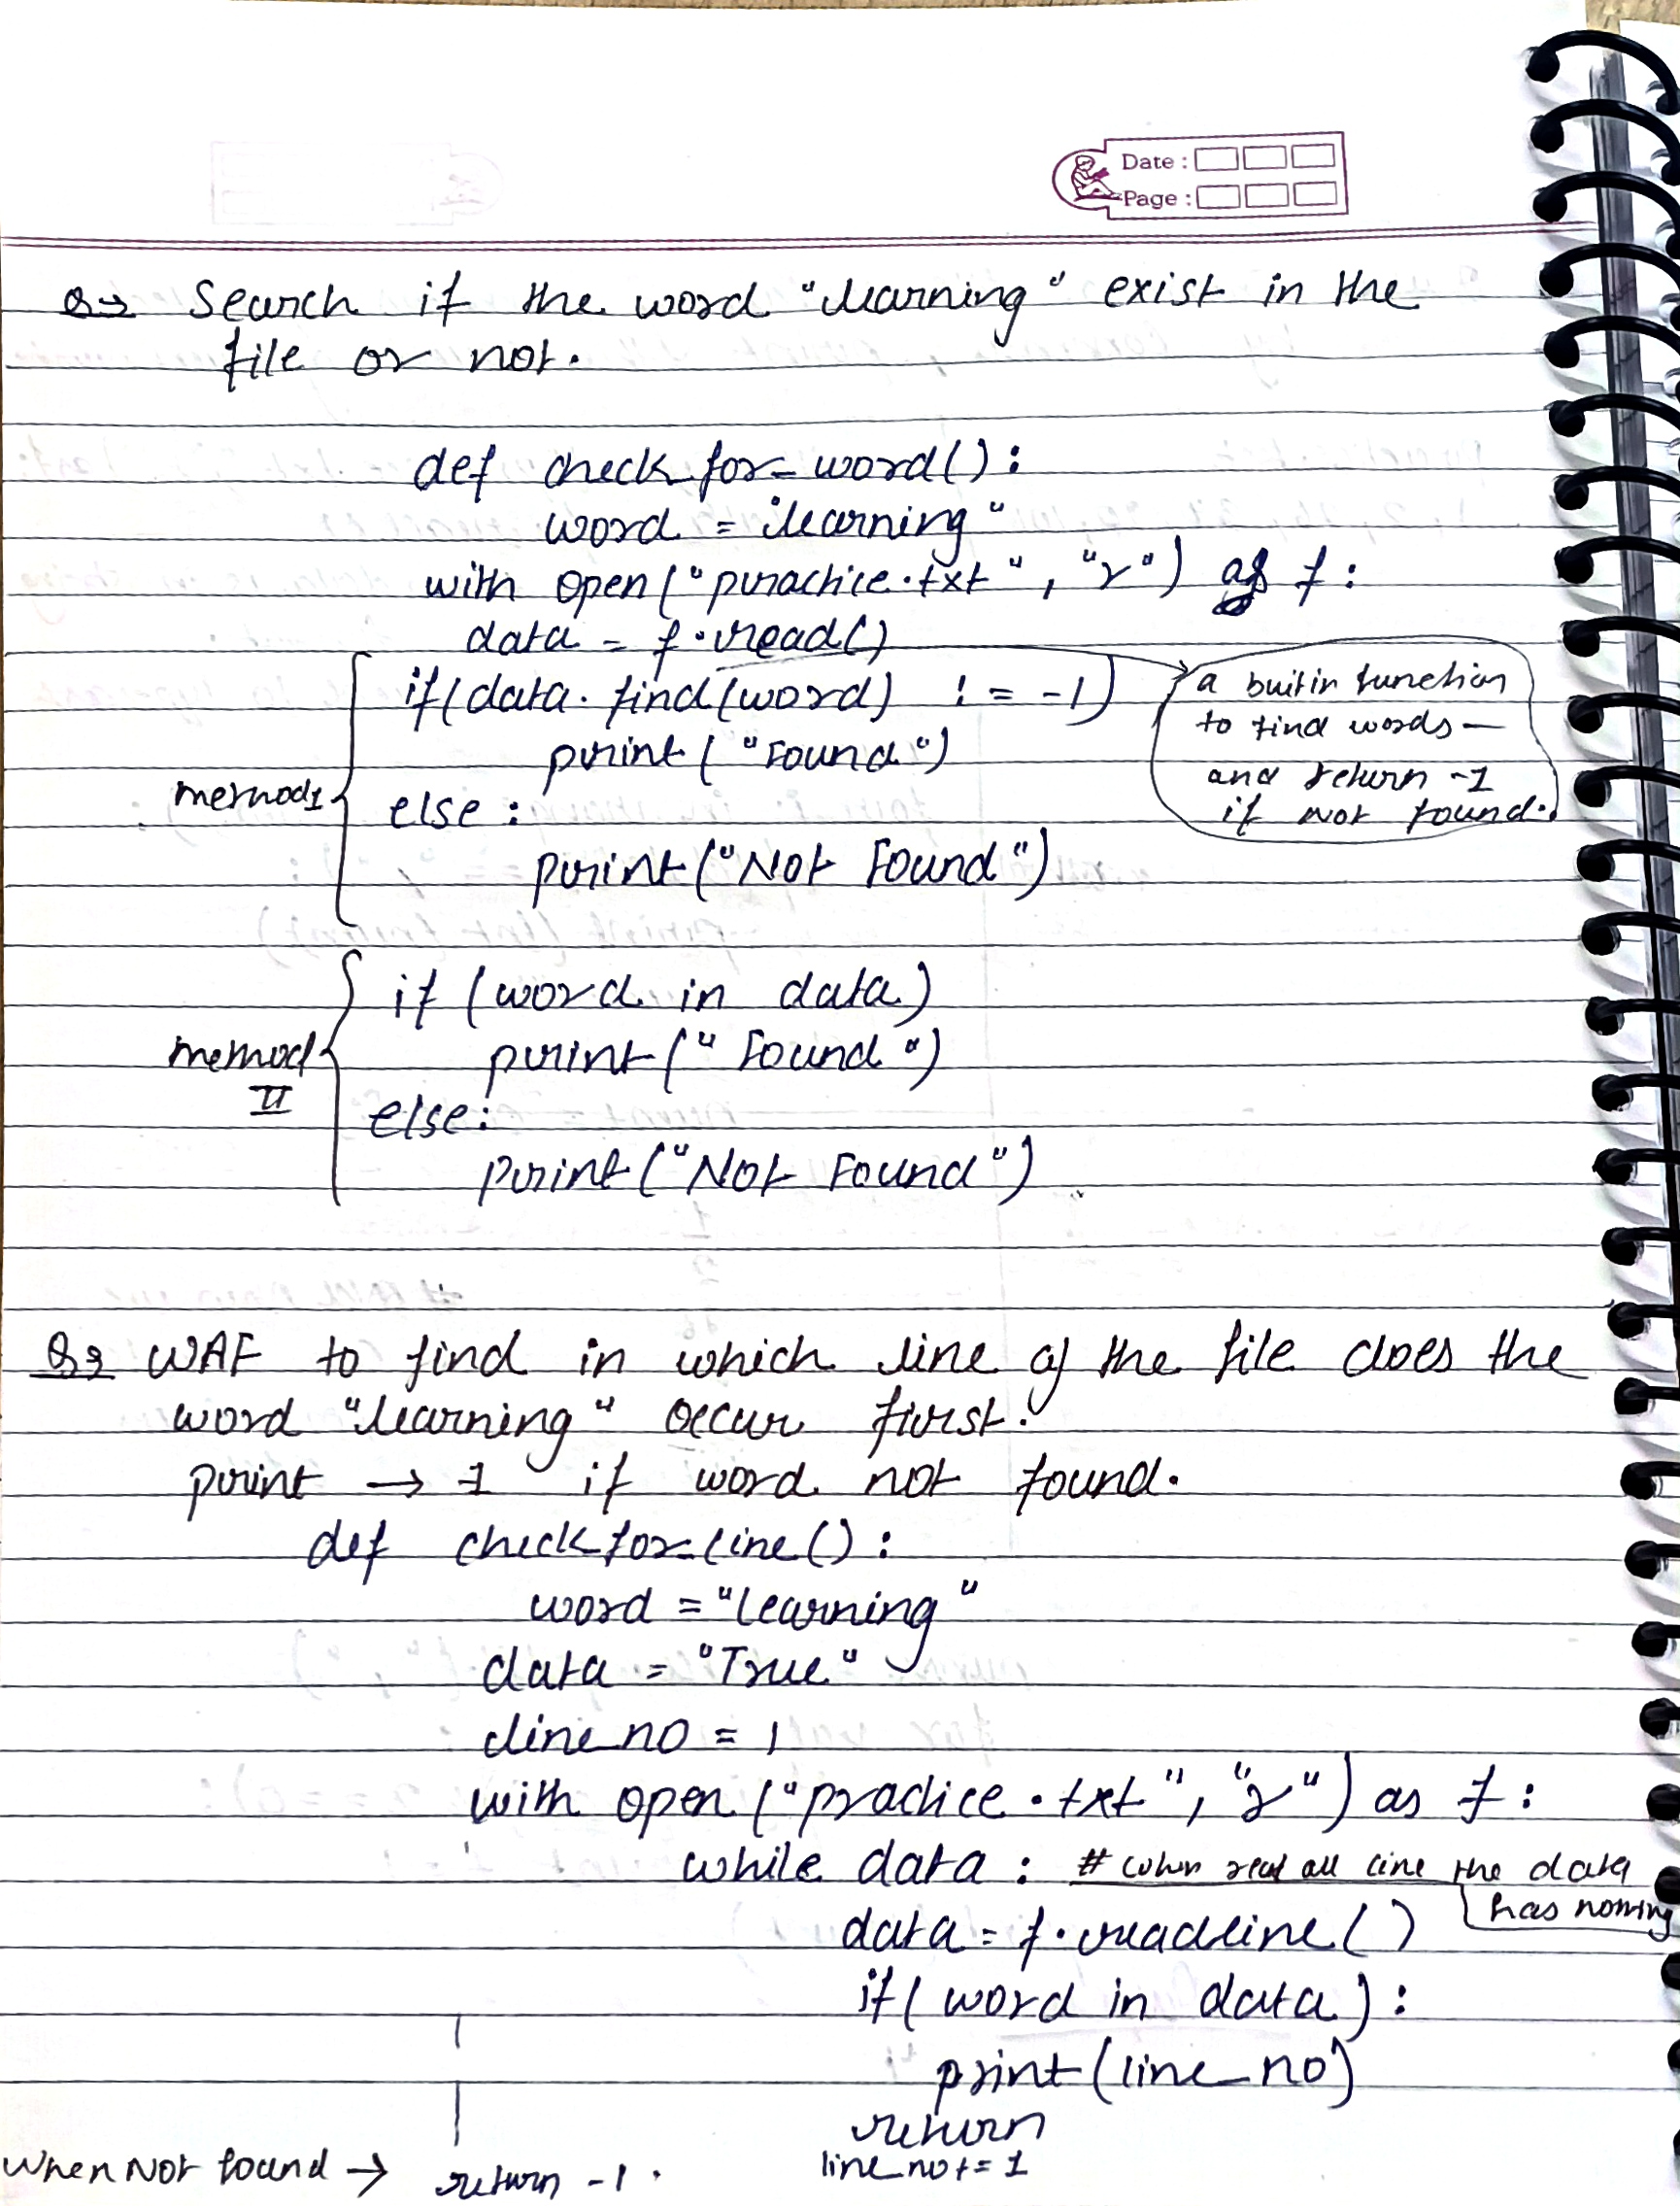 Date :
Page :
Q→ Search if the word "learning" exist in the
file or not.
def check_for_word():
word = "learning"
with open("practice.txt", "r") as f:
data = f.read()
if(data.find(word) != -1)
print("Found")
else:
print("Not Found")
method1
a buitin function
to find words —
and return -1
if Not found.
if (word in data)
print("Found")
else:
print("Not Found")
method
II
Q→ WAF to find in which line of the file does the
word "learning" occur first.
print → 1 if word not found.
def check_for_line():
word = "learning"
data = "True"
line_no = 1
with open("practice.txt", "r") as f:
while data: # when read all line the data
has nothing
data = f.readline()
if(word in data):
print(line_no)
return
line_no += 1
When Not found → return -1.